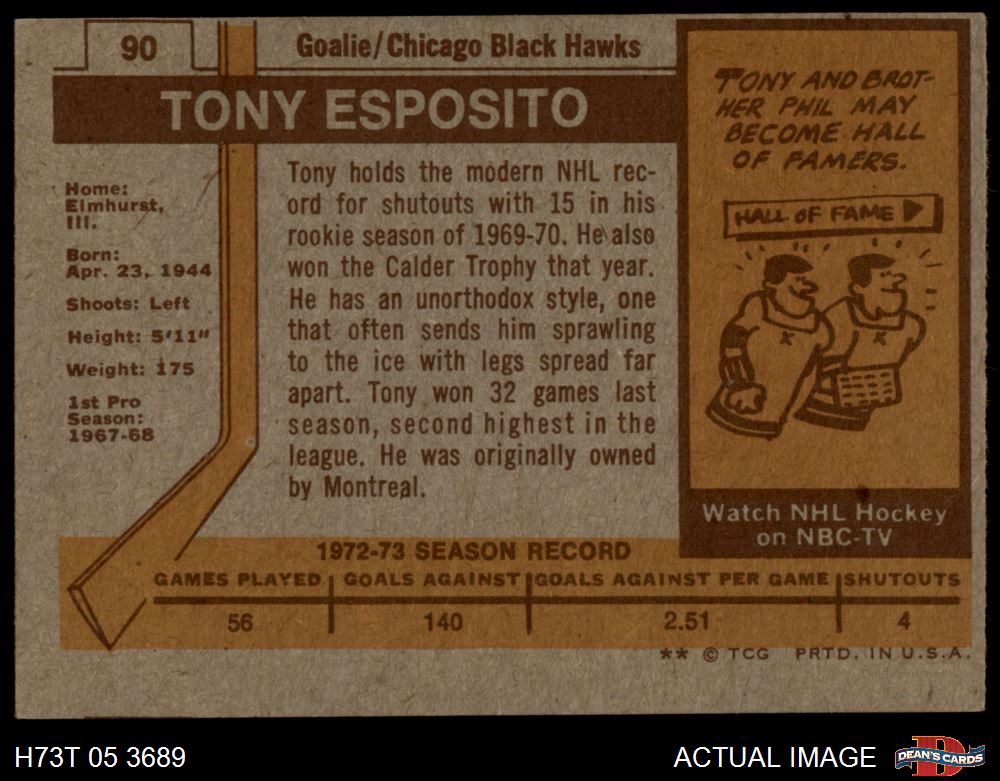 90
Goalie/Chicago Black Hawks
TONY ESPOSITO
Home:
Elmhurst,
Ill.
Born:
Apr. 23, 1944
Shoots: Left
Height: 5'11"
Weight: 175
1st Pro
Season:
1967-68
Tony holds the modern NHL rec-
ord for shutouts with 15 in his
rookie season of 1969-70. He also
won the Calder Trophy that year.
He has an unorthodox style, one
that often sends him sprawling
to the ice with legs spread far
apart. Tony won 32 games last
season, second highest in the
league. He was originally owned
by Montreal.
TONY AND BROT-
HER PHIL MAY
BECOME HALL
OF FAMERS.
HALL OF FAME
Watch NHL Hockey
on NBC-TV
1972-73 SEASON RECORD
GAMES PLAYED GOALS AGAINST GOALS AGAINST PER GAME SHUTOUTS
56 140 2.51 4
** © TCG PRTD. IN U.S.A.
H73T 05 3689
ACTUAL IMAGE
D
DEAN'S CARDS